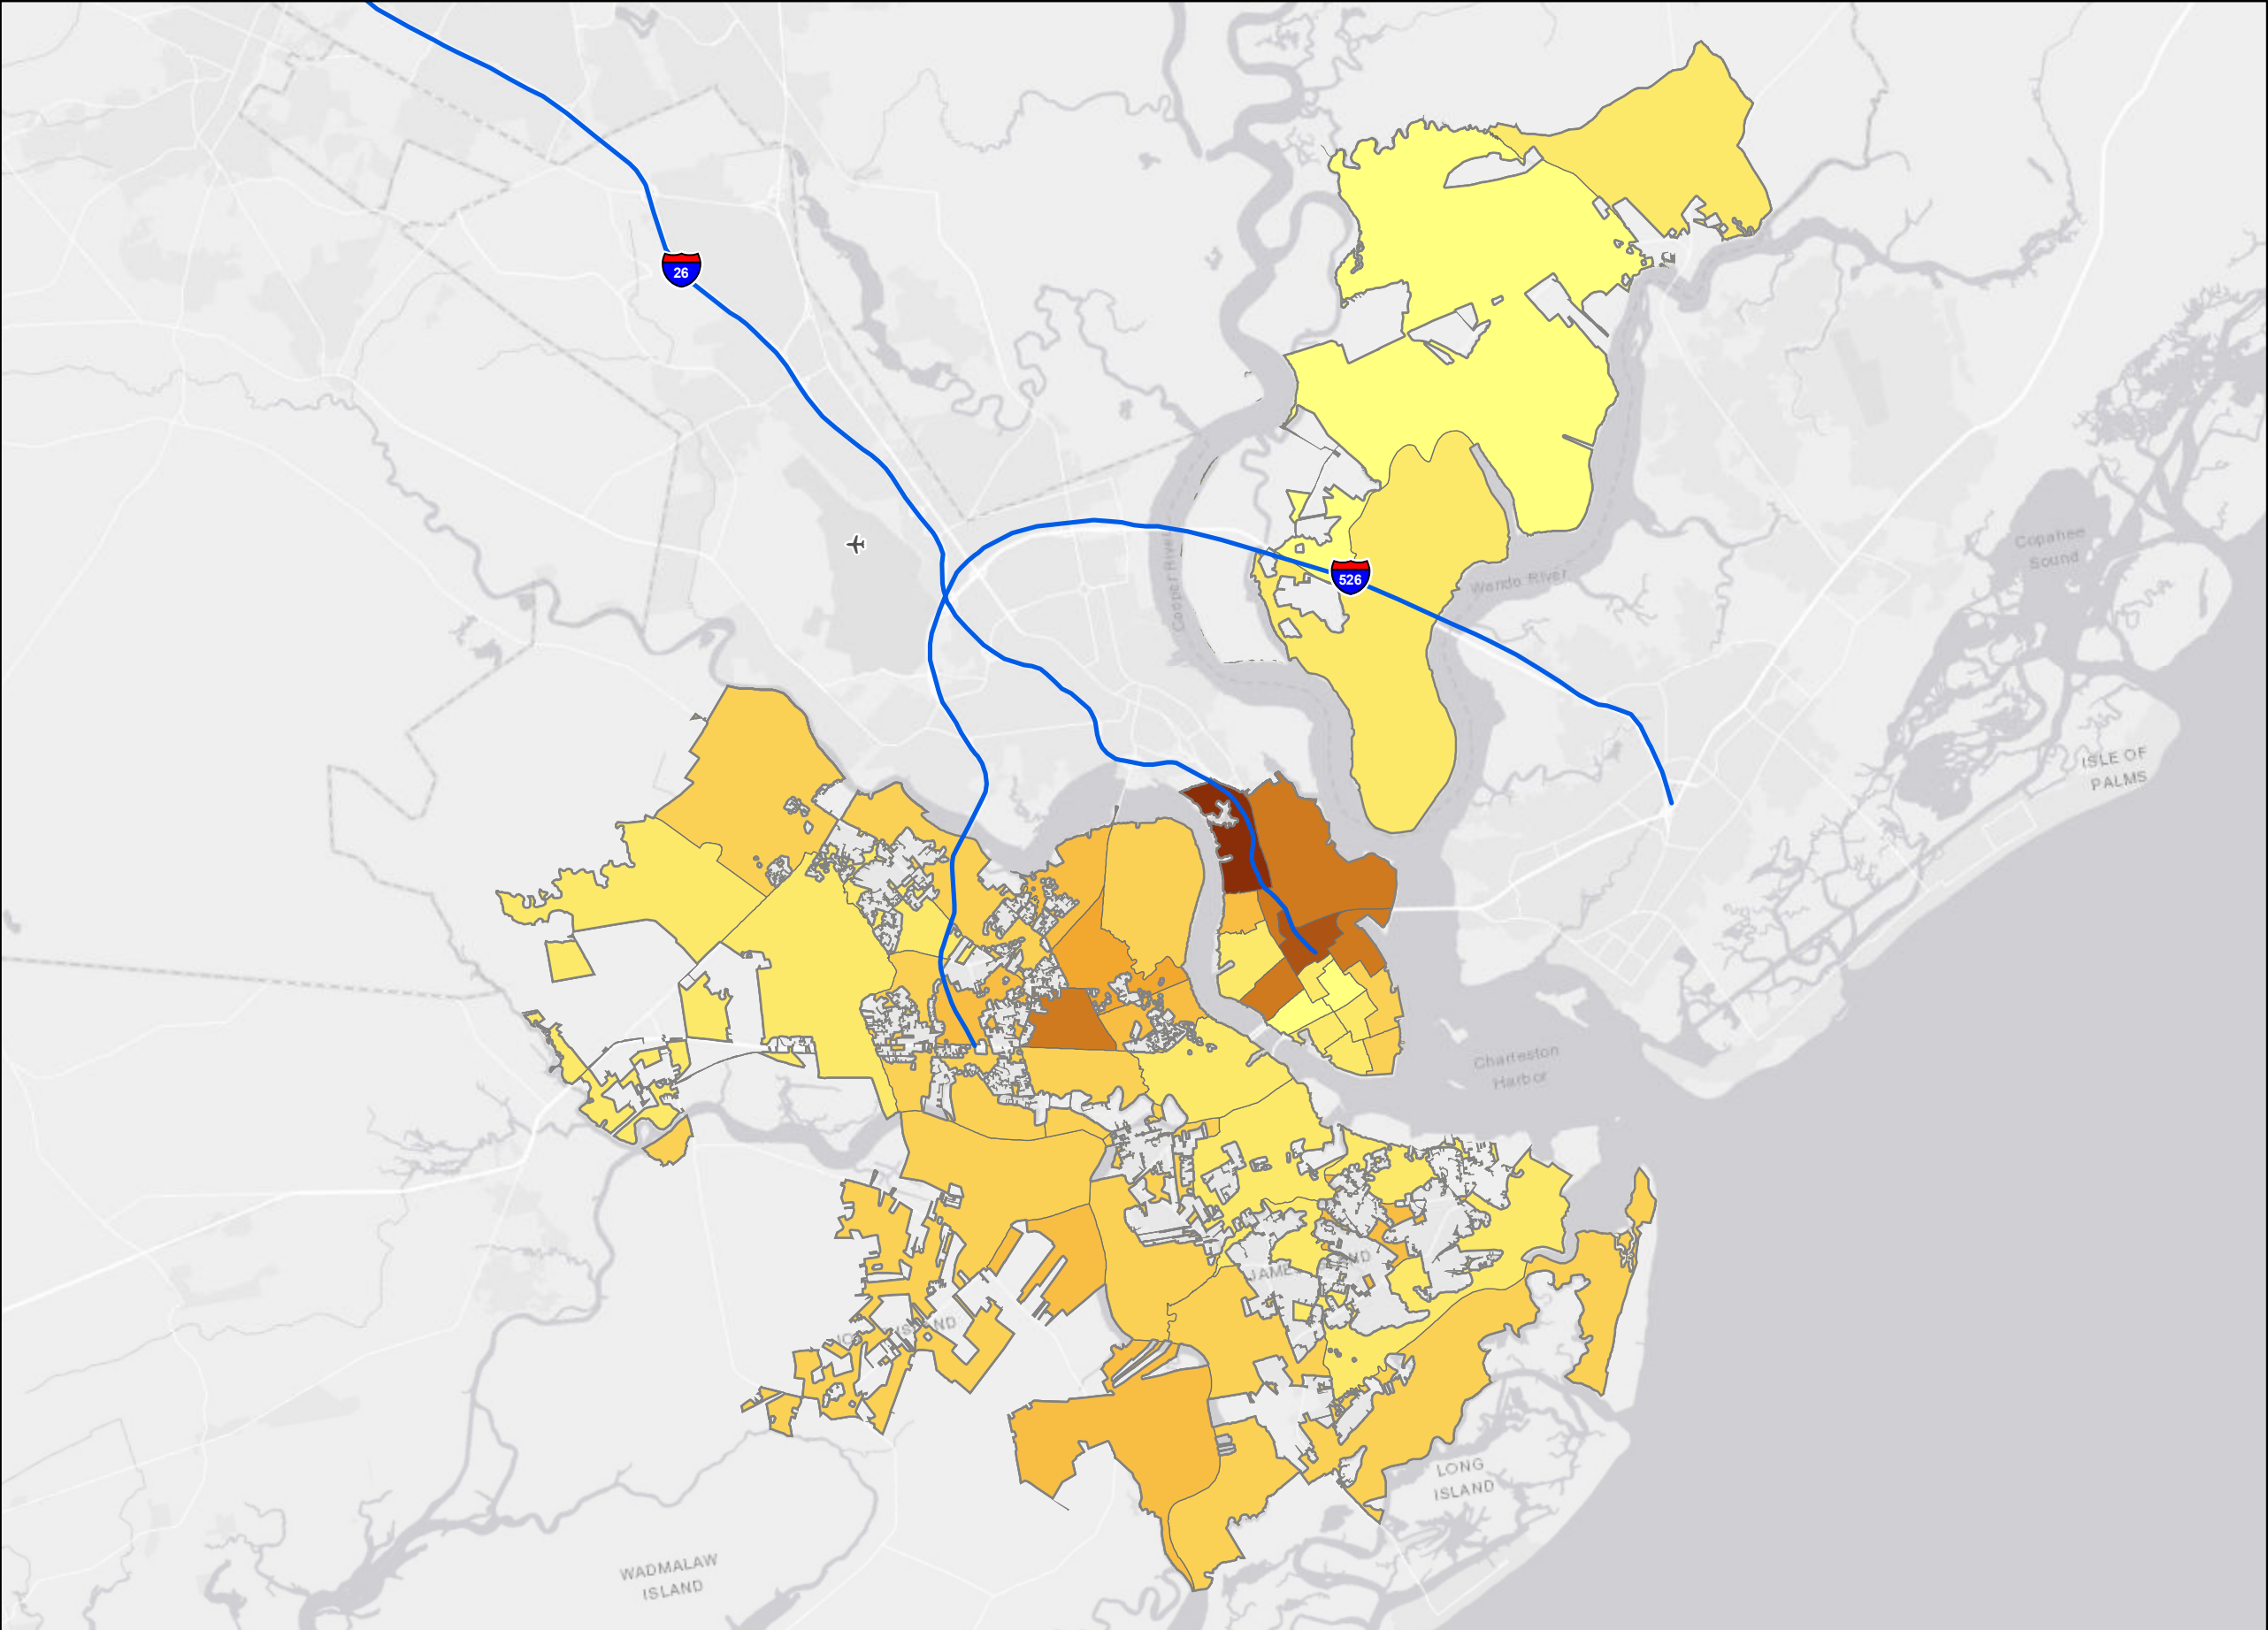 26
Copahee
Sound
526
Wando River
Cooper River
ISLE OF
PALMS
Charleston
Harbor
LONG
ISLAND
WADMALAW
ISLAND